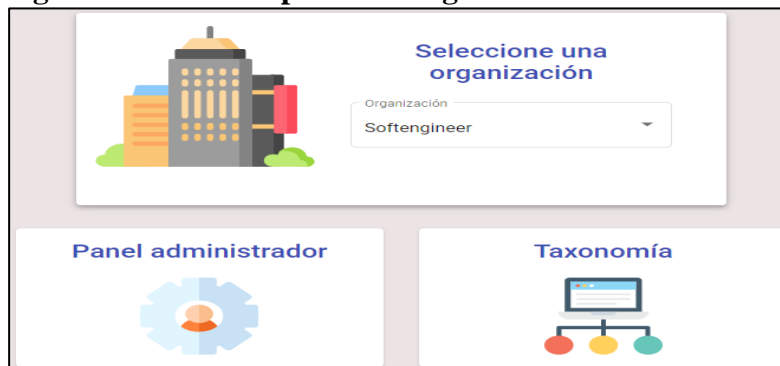 Seleccione una
organización
Organización
Softengineer
Panel administrador
Taxonomía